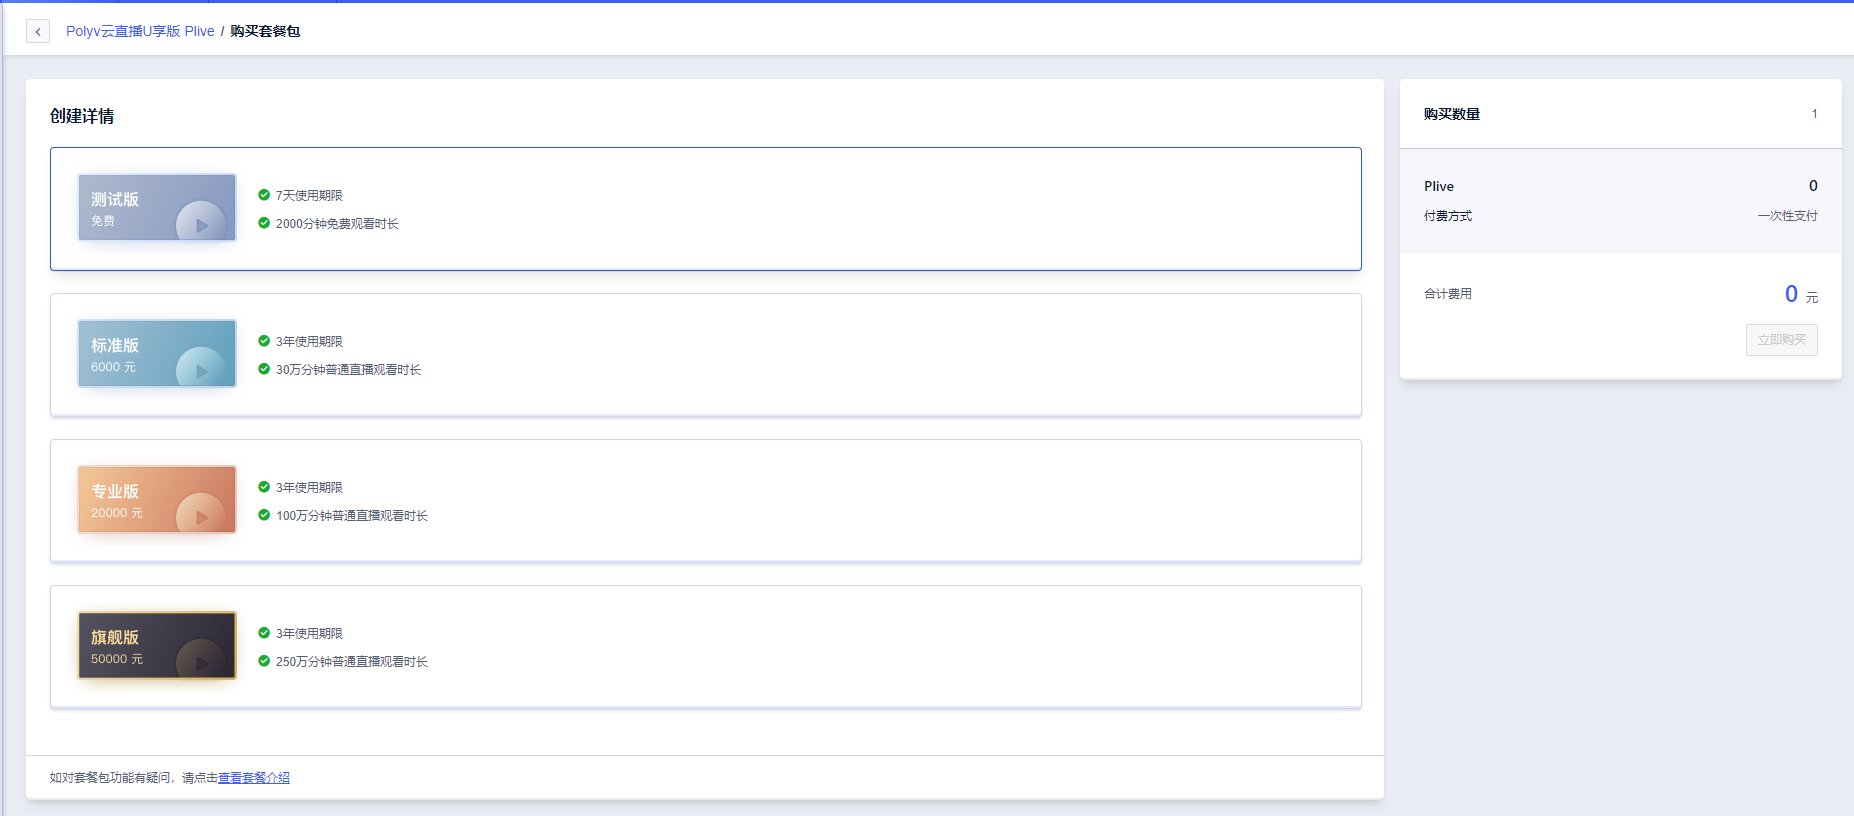 Polyv云直播U享版 Plive / 购买套餐包
创建详情
测试版
免费
7天使用期限
2000分钟免费观看时长
标准版
6000 元
3年使用期限
30万分钟普通直播观看时长
专业版
20000 元
3年使用期限
100万分钟普通直播观看时长
旗舰版
50000 元
3年使用期限
250万分钟普通直播观看时长
如对套餐包功能有疑问，请点击查看套餐介绍
购买数量 1
Plive 0
付费方式 一次性支付
合计费用 0 元
立即购买